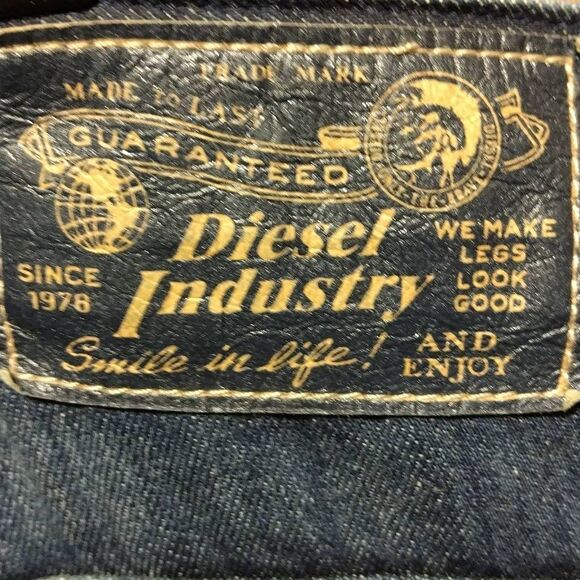 TRADE MARK
MADE to LAST
GUARANTEED
Diesel
Industry
SINCE
1978
WE MAKE
LEGS
LOOK
GOOD
AND
ENJOY
Smile in life!